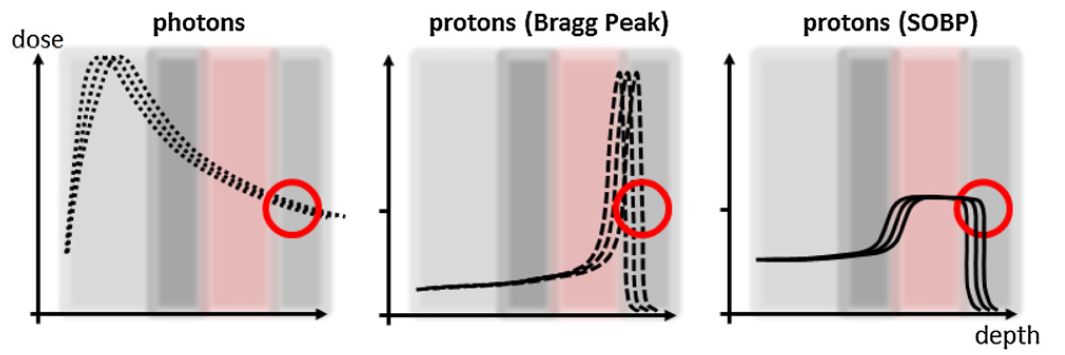 photons
protons (Bragg Peak)
protons (SOBP)
dose
depth